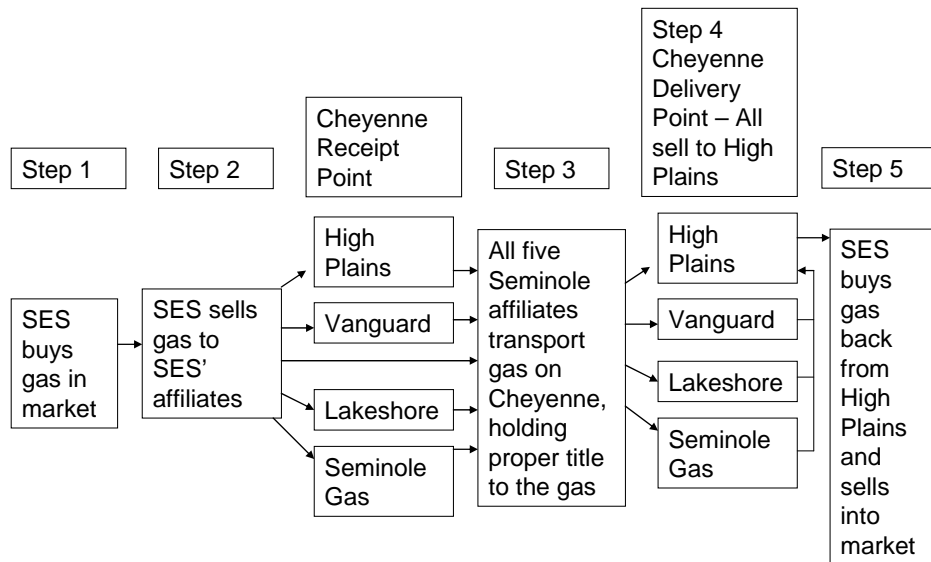 Step 1
Step 2
Cheyenne
Receipt
Point
Step 3
Step 4
Cheyenne
Delivery
Point – All
sell to High
Plains
Step 5
SES
buys
gas in
market
SES sells
gas to
SES’
affiliates
High
Plains
Vanguard
Lakeshore
Seminole
Gas
All five
Seminole
affiliates
transport
gas on
Cheyenne,
holding
proper title
to the gas
High
Plains
Vanguard
Lakeshore
Seminole
Gas
SES
buys
gas
back
from
High
Plains
and
sells
into
market